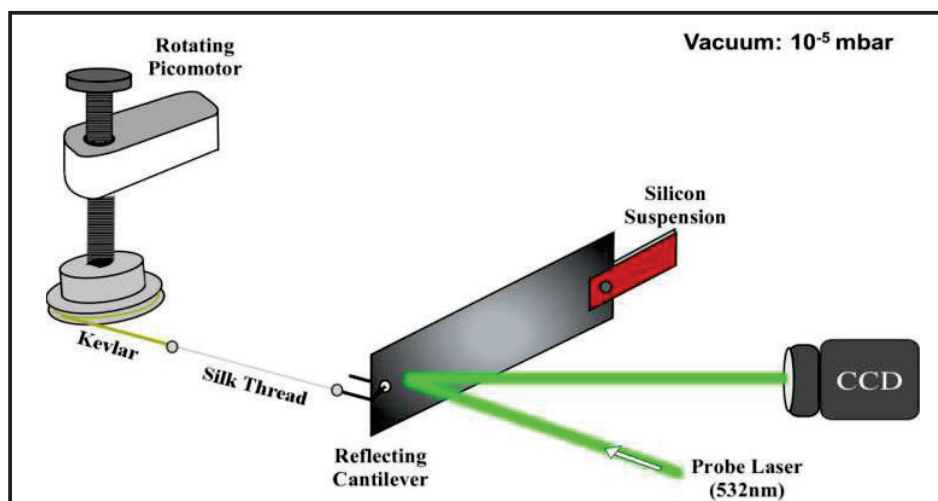 Rotating
Picomotor
Vacuum: 10⁻⁵ mbar
Silicon
Suspension
Kevlar
Silk Thread
CCD
Reflecting
Cantilever
Probe Laser
(532nm)